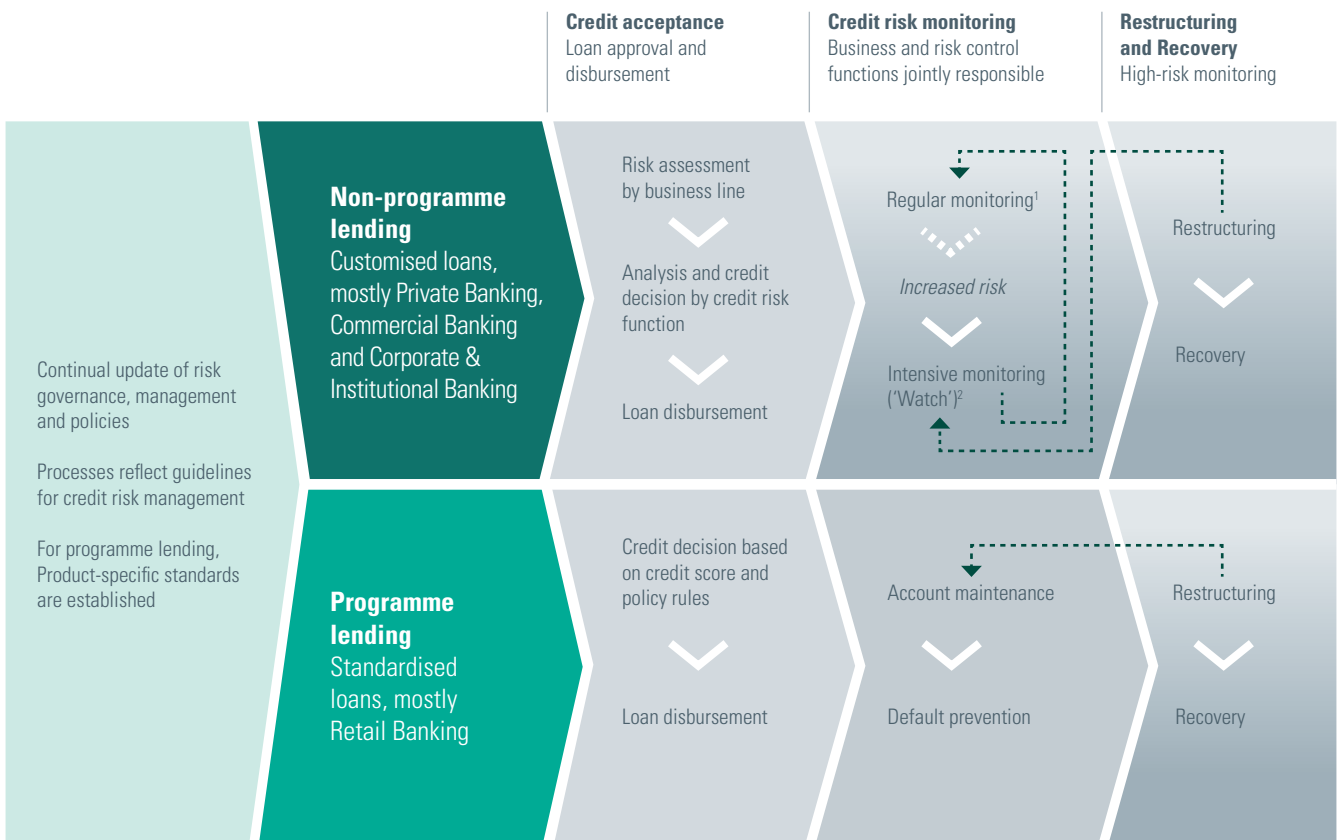 Credit acceptance
Loan approval and
disbursement
Credit risk monitoring
Business and risk control
functions jointly responsible
Restructuring
and Recovery
High-risk monitoring
Continual update of risk
governance, management
and policies
Processes reflect guidelines
for credit risk management
For programme lending,
Product-specific standards
are established
Non-programme
lending
Customised loans,
mostly Private Banking,
Commercial Banking
and Corporate &
Institutional Banking
Risk assessment
by business line
Analysis and credit
decision by credit risk
function
Loan disbursement
Regular monitoring¹
Increased risk
Intensive monitoring
('Watch')²
Restructuring
Recovery
Programme
lending
Standardised
loans, mostly
Retail Banking
Credit decision based
on credit score and
policy rules
Loan disbursement
Account maintenance
Default prevention
Restructuring
Recovery